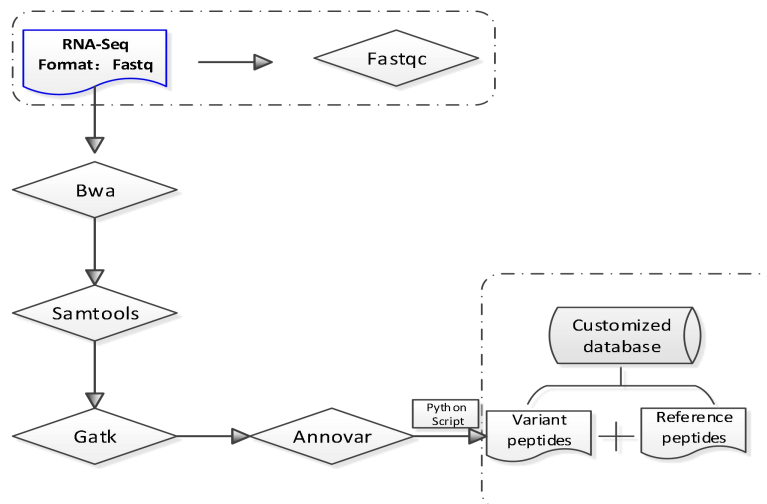 RNA-Seq
Format：Fastq
Fastqc
Bwa
Samtools
Customized
database
Python
Script
Gatk
Annovar
Variant
peptides
Reference
peptides